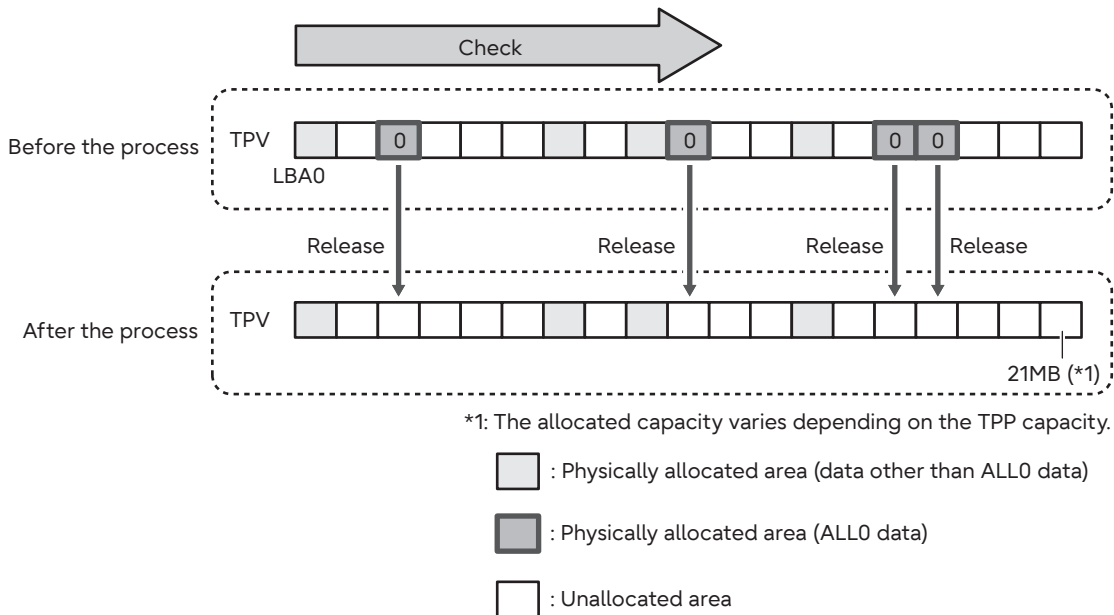 Check
Before the process
TPV
0
0
0
0
LBA0
Release
Release
Release
Release
After the process
TPV
21MB (*1)
*1: The allocated capacity varies depending on the TPP capacity.
: Physically allocated area (data other than ALL0 data)
: Physically allocated area (ALL0 data)
: Unallocated area